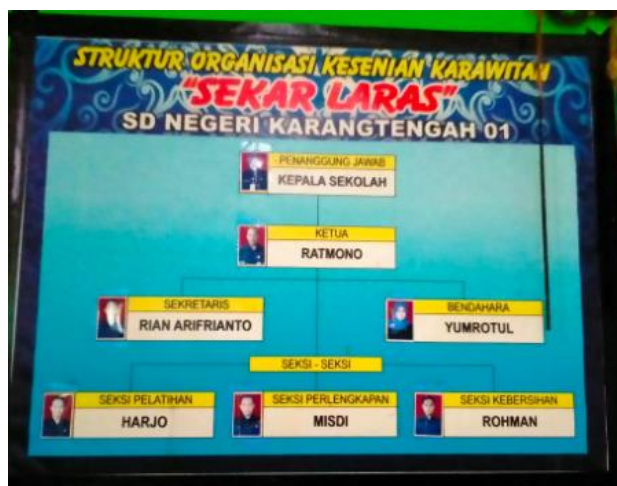 STRUKTUR ORGANISASI KESENIAN KARAWITAN
"SEKAR LARAS"
SD NEGERI KARANGTENGAH 01
PENANGGUNG JAWAB
KEPALA SEKOLAH
KETUA
RATMONO
SEKRETARIS
RIAN ARIFRIANTO
BENDAHARA
YUMROTUL
SEKSI - SEKSI
SEKSI PELATIHAN
HARJO
SEKSI PERLENGKAPAN
MISDI
SEKSI KEBERSIHAN
ROHMAN